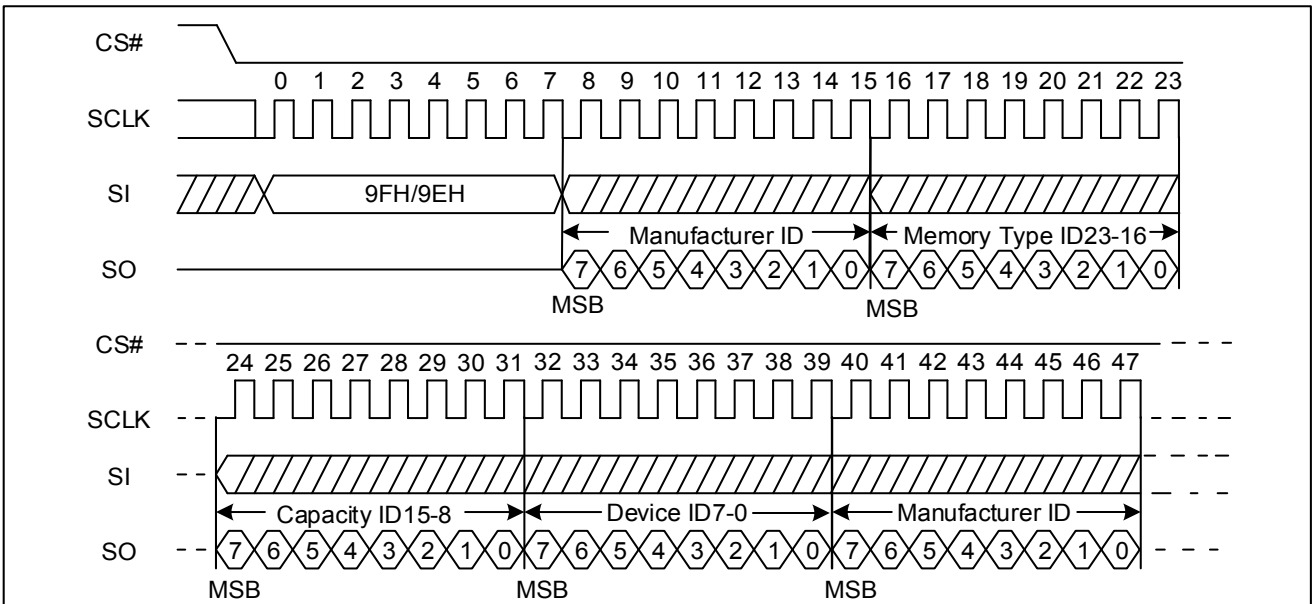 CS#
0 1 2 3 4 5 6 7 8 9 10 11 12 13 14 15 16 17 18 19 20 21 22 23
SCLK
SI 9FH/9EH
Manufacturer ID Memory Type ID23-16
SO 7 6 5 4 3 2 1 0 7 6 5 4 3 2 1 0
MSB MSB
CS#
24 25 26 27 28 29 30 31 32 33 34 35 36 37 38 39 40 41 42 43 44 45 46 47
SCLK
SI
Capacity ID15-8 Device ID7-0 Manufacturer ID
SO 7 6 5 4 3 2 1 0 7 6 5 4 3 2 1 0 7 6 5 4 3 2 1 0
MSB MSB MSB